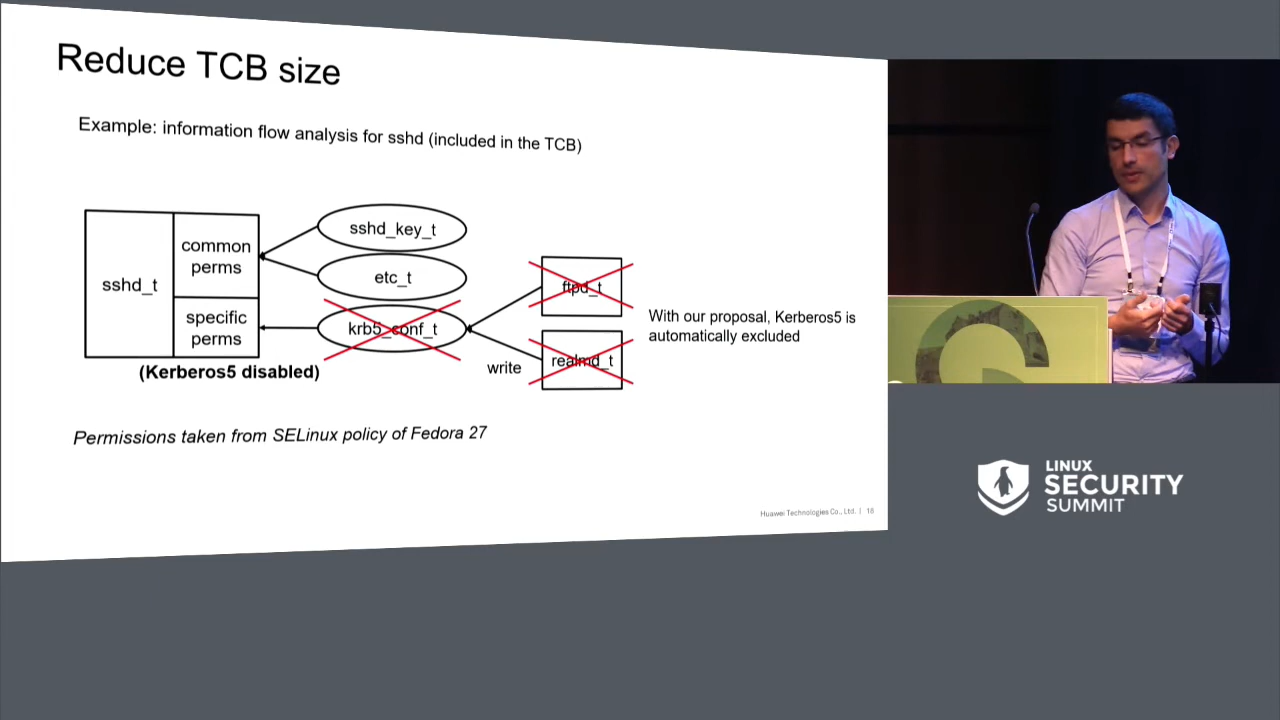 Reduce TCB size
Example: information flow analysis for sshd (included in the TCB)
sshd_t
common
perms
specific
perms
sshd_key_t
etc_t
krb5_conf_t
ftpd_t
realmd_t
write
With our proposal, Kerberos5 is
automatically excluded
(Kerberos5 disabled)
Permissions taken from SELinux policy of Fedora 27
Huawei Technologies Co., Ltd. | 16
LINUX
SECURITY
SUMMIT